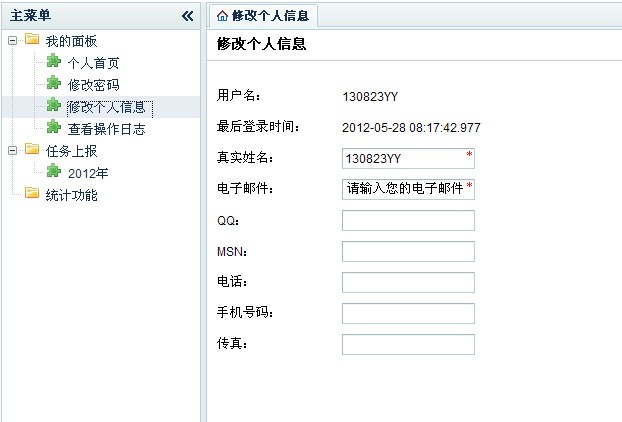 主菜单
我的面板
个人首页
修改密码
修改个人信息
查看操作日志
任务上报
2012年
统计功能
修改个人信息
修改个人信息
用户名: 130823YY
最后登录时间: 2012-05-28 08:17:42.977
真实姓名: 130823YY *
电子邮件: 请输入您的电子邮件 *
QQ:
MSN:
电话:
手机号码:
传真: